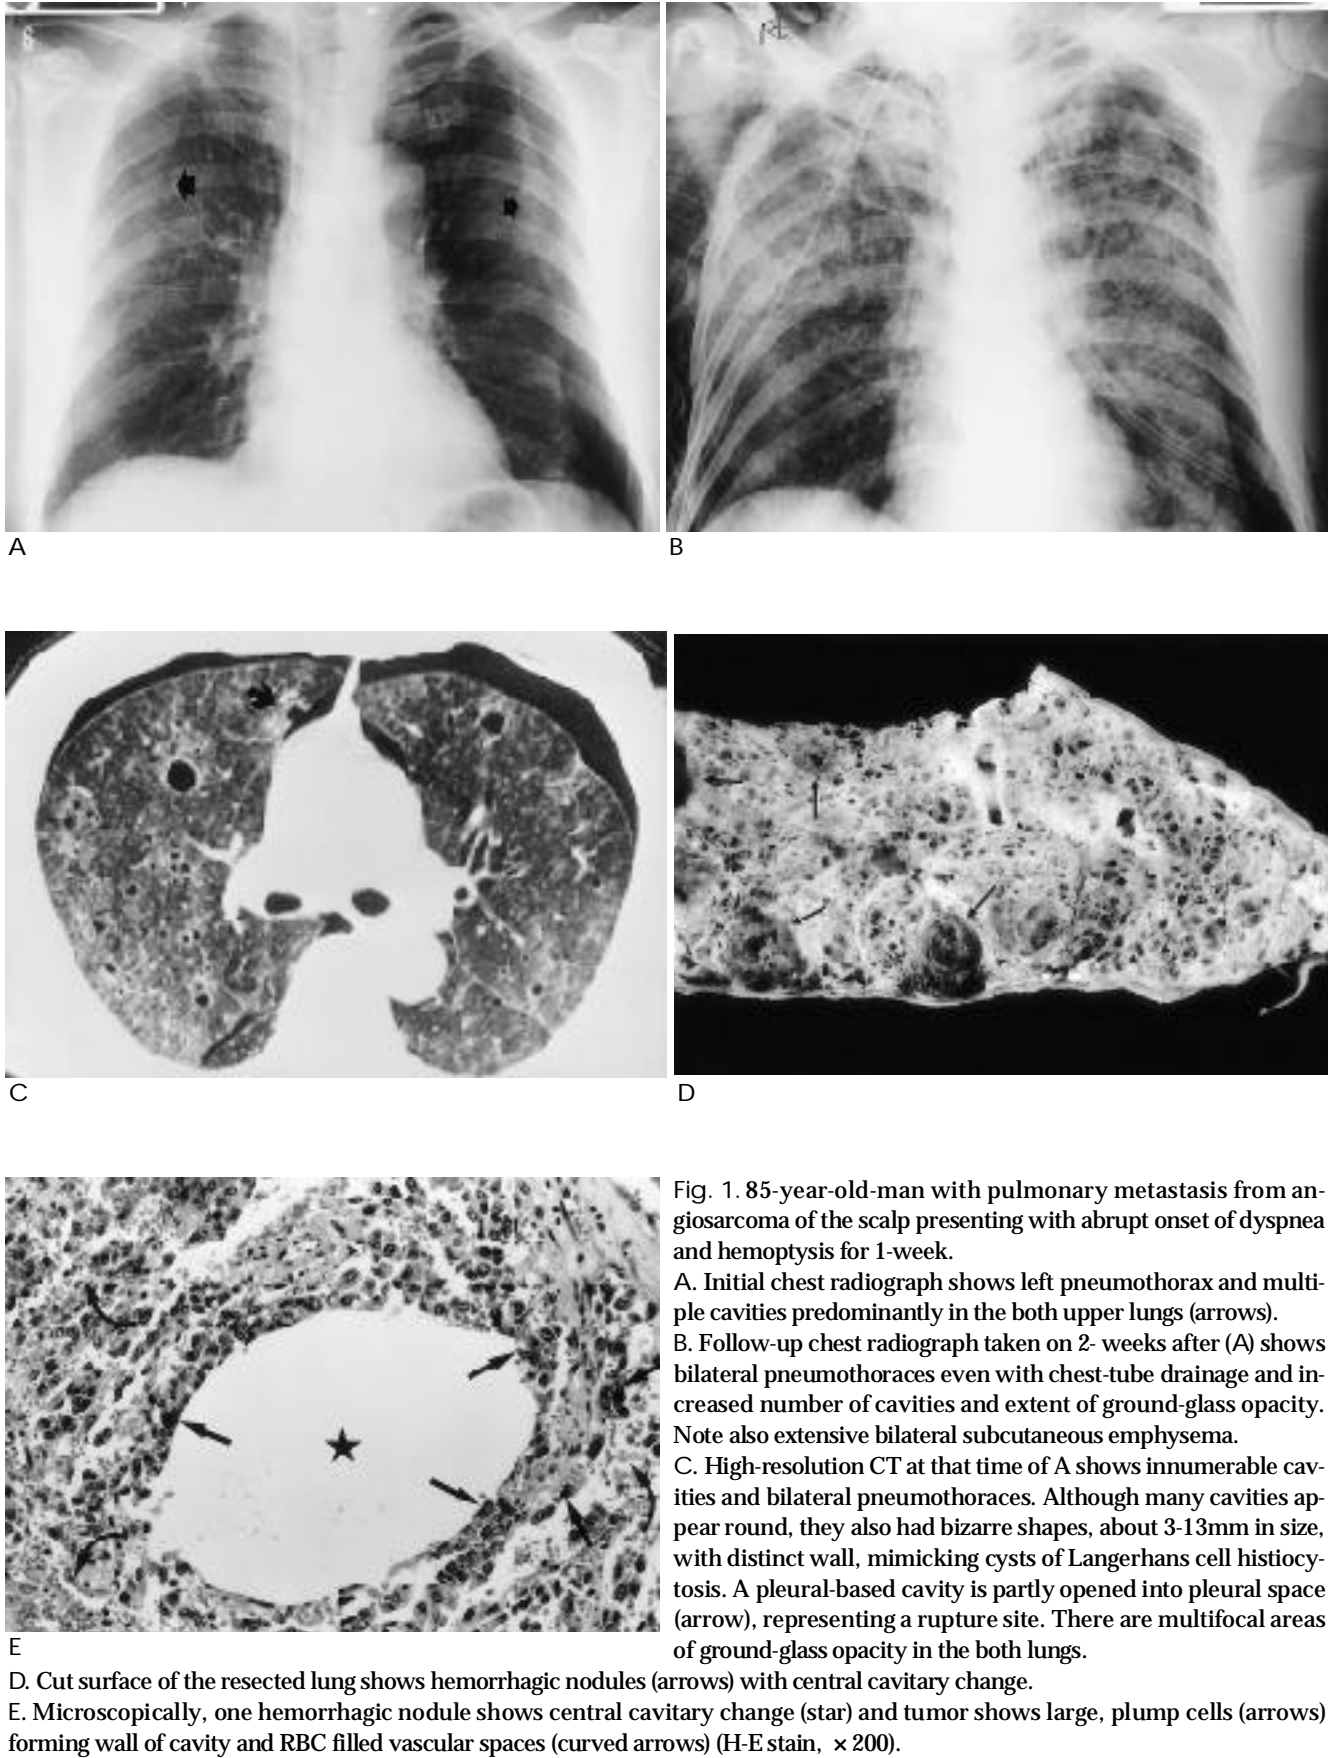 A
B
C
D
E
Fig. 1. 85-year-old-man with pulmonary metastasis from an-
giosarcoma of the scalp presenting with abrupt onset of dyspnea
and hemoptysis for 1-week.
A. Initial chest radiograph shows left pneumothorax and multi-
ple cavities predominantly in the both upper lungs (arrows).
B. Follow-up chest radiograph taken on 2- weeks after (A) shows
bilateral pneumothoraces even with chest-tube drainage and in-
creased number of cavities and extent of ground-glass opacity.
Note also extensive bilateral subcutaneous emphysema.
C. High-resolution CT at that time of A shows innumerable cav-
ities and bilateral pneumothoraces. Although many cavities ap-
pear round, they also had bizarre shapes, about 3-13mm in size,
with distinct wall, mimicking cysts of Langerhans cell histiocy-
tosis. A pleural-based cavity is partly opened into pleural space
(arrow), representing a rupture site. There are multifocal areas
of ground-glass opacity in the both lungs.
D. Cut surface of the resected lung shows hemorrhagic nodules (arrows) with central cavitary change.
E. Microscopically, one hemorrhagic nodule shows central cavitary change (star) and tumor shows large, plump cells (arrows)
forming wall of cavity and RBC filled vascular spaces (curved arrows) (H-E stain, ×200).